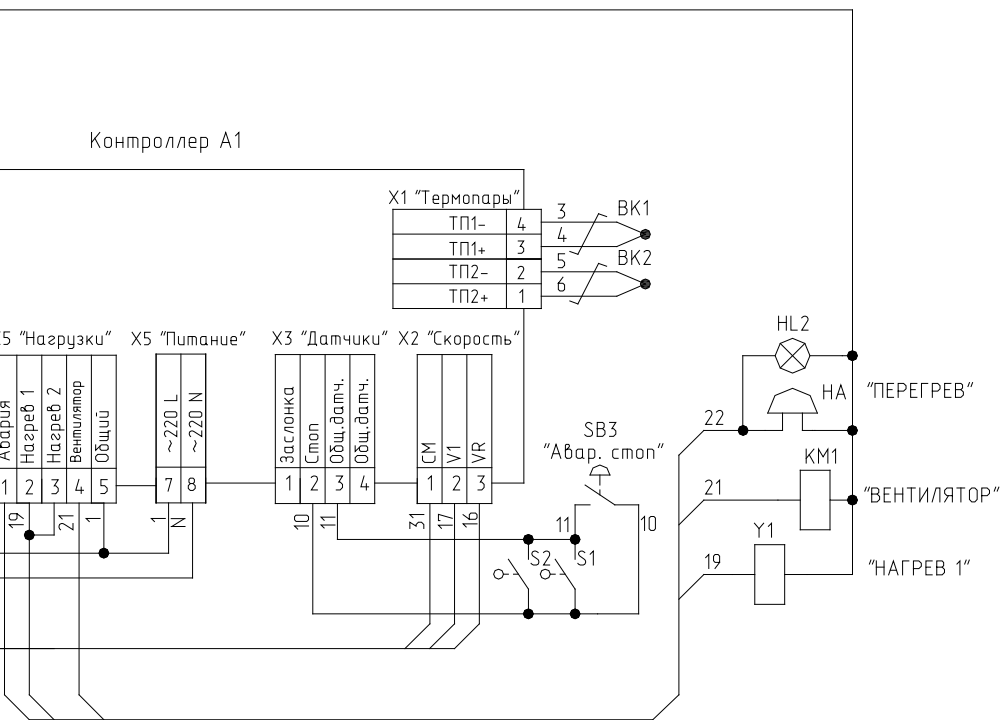 Контроллер А1
X1 "Термопары"
ТП1- 4 3
ТП1+ 3 4
ТП2- 2 5
ТП2+ 1 6
ВК1
ВК2
HL2
НА
"ПЕРЕГРЕВ"
22
5 "Нагрузки"
Авария
Нагрев 1
Нагрев 2
Вентилятор
Общий
1 2 3 4 5
19
21
1
X5 "Питание"
~220 L
~220 N
7 8
1
N
X3 "Датчики"
Заслонка
Стоп
Общ.датч.
Общ.датч.
1 2 3 4
10
11
X2 "Скорость"
CM
V1
VR
1 2 3
31
17
16
SB3
"Авар. стоп"
11
10
S2
S1
KM1
21
"ВЕНТИЛЯТОР"
Y1
19
"НАГРЕВ 1"